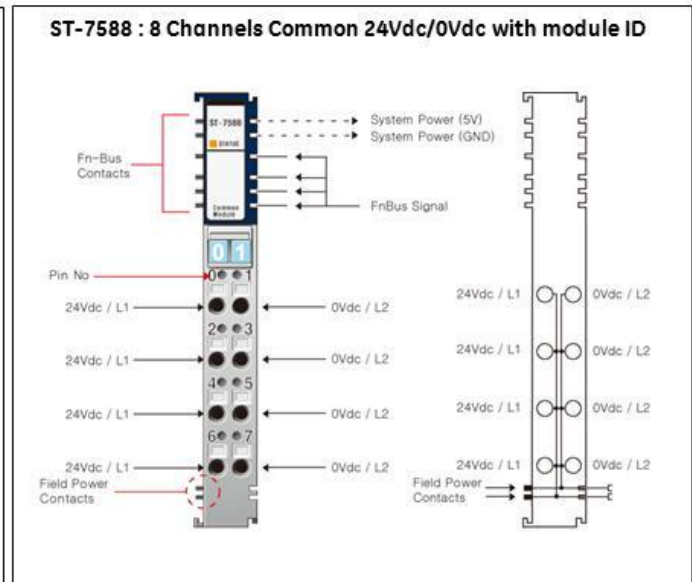 ST-7588 : 8 Channels Common 24Vdc/0Vdc with module ID
ST-7588
STATUS
System Power (5V)
System Power (GND)
Fn-Bus
Contacts
FnBus Signal
Common
Module
0 1
Pin No
0 1
24Vdc / L1
0Vdc / L2
2 3
24Vdc / L1
0Vdc / L2
4 5
24Vdc / L1
0Vdc / L2
6 7
24Vdc / L1
0Vdc / L2
Field Power
Contacts
24Vdc / L1
0Vdc / L2
24Vdc / L1
0Vdc / L2
24Vdc / L1
0Vdc / L2
24Vdc / L1
0Vdc / L2
Field Power
Contacts